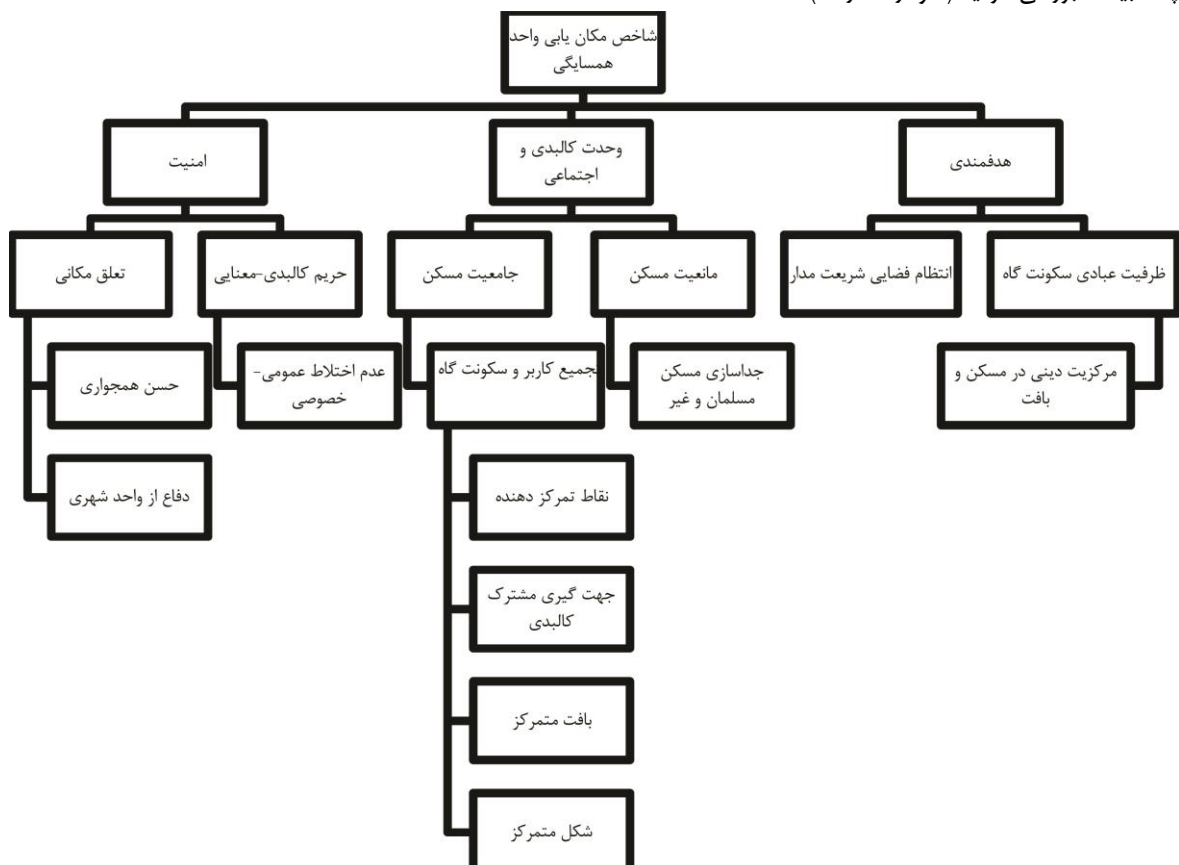 شاخص مکان یابی واحد
همسایگی
هدفمندی
وحدت کالبدی و
اجتماعی
امنیت
ظرفیت عبادی سکونت گاه
انتظام فضایی شریعت مدار
مانعیت مسکن
جامعیت مسکن
حریم کالبدی-معنایی
تعلق مکانی
مرکزیت دینی در مسکن و
بافت
جداسازی مسکن
مسلمان و غیر
تجمیع کاربر و سکونت گاه
عدم اختلاط عمومی-
خصوصی
حسن همجواری
نقاط تمرکز دهنده
دفاع از واحد شهری
جهت گیری مشترک
کالبدی
بافت متمرکز
شکل متمرکز